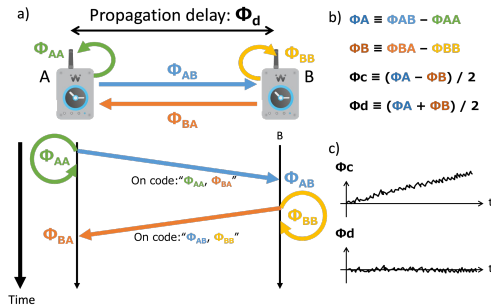 a)
Propagation delay: Φd
ΦAA
ΦBB
A
ΦAB
B
ΦBA
B
ΦAA
On code:"ΦAA, ΦBA"
ΦAB
ΦBB
ΦBA
On code:"ΦAB, ΦBB"
Time
b)
ΦA ≡ ΦAB – ΦAA
ΦB ≡ ΦBA – ΦBB
Φc ≡ (ΦA – ΦB) / 2
Φd ≡ (ΦA + ΦB) / 2
c)
Φc
t
Φd
t